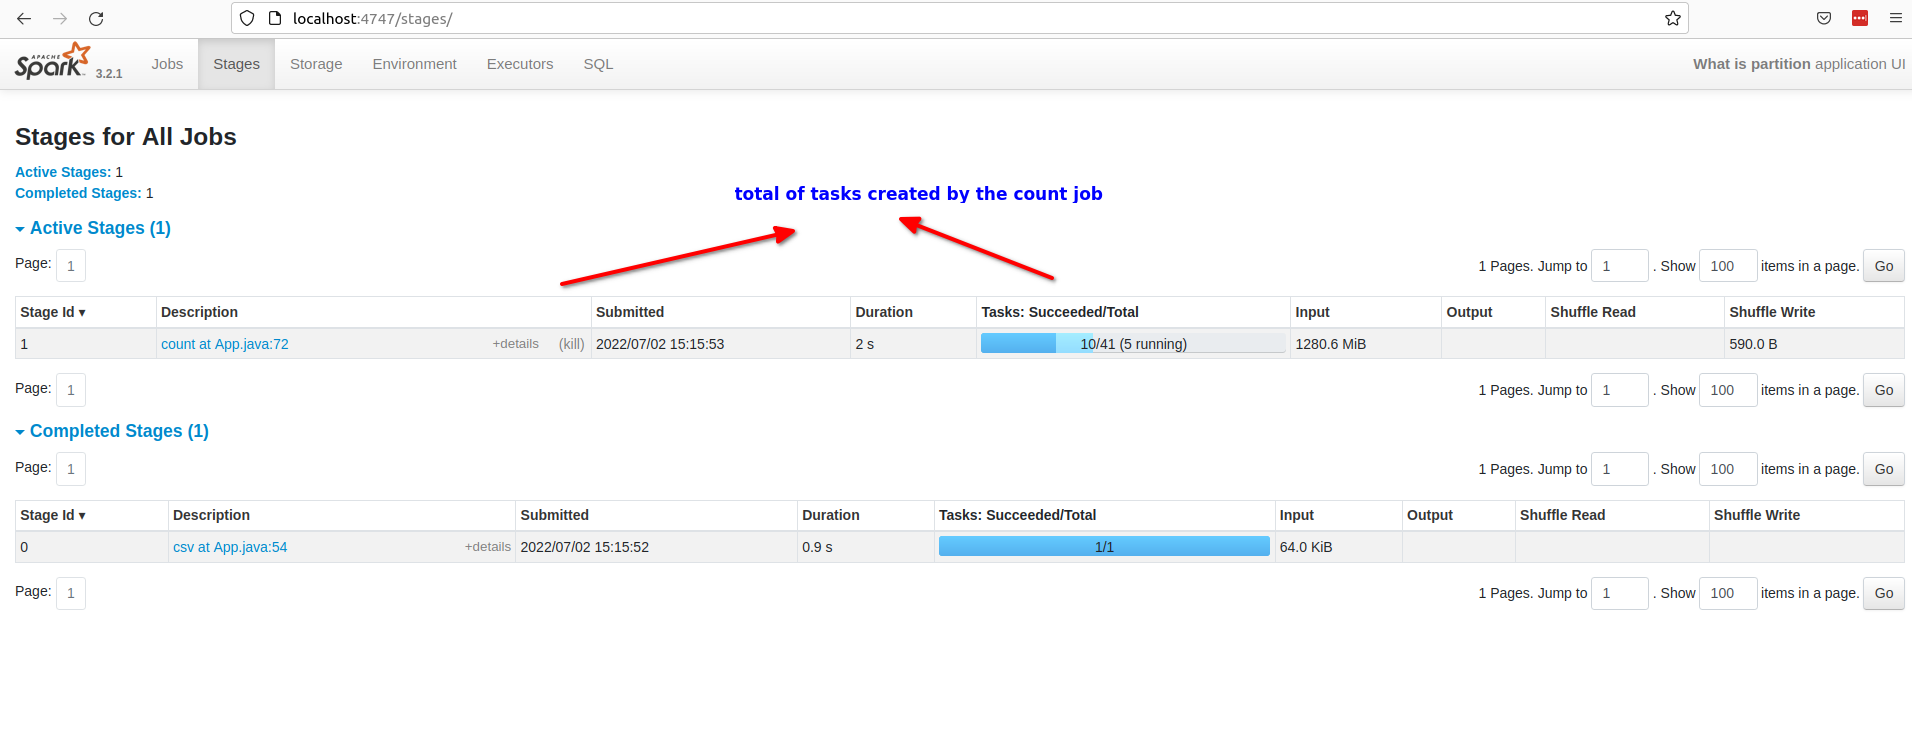 localhost:4747/stages/
APACHE Spark 3.2.1 Jobs Stages Storage Environment Executors SQL What is partition application UI
Stages for All Jobs
Active Stages: 1
Completed Stages: 1
total of tasks created by the count job
Active Stages (1)
Page: 1 1 Pages. Jump to 1 . Show 100 items in a page. Go
Stage Id ▾ Description Submitted Duration Tasks: Succeeded/Total Input Output Shuffle Read Shuffle Write
1 count at App.java:72 +details (kill) 2022/07/02 15:15:53 2 s 10/41 (5 running) 1280.6 MiB 590.0 B
Page: 1 1 Pages. Jump to 1 . Show 100 items in a page. Go
Completed Stages (1)
Page: 1 1 Pages. Jump to 1 . Show 100 items in a page. Go
Stage Id ▾ Description Submitted Duration Tasks: Succeeded/Total Input Output Shuffle Read Shuffle Write
0 csv at App.java:54 +details 2022/07/02 15:15:52 0.9 s 1/1 64.0 KiB
Page: 1 1 Pages. Jump to 1 . Show 100 items in a page. Go